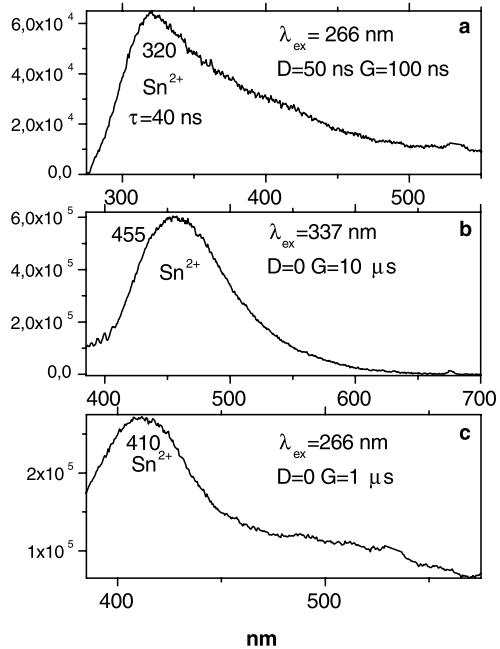 a
6,0x10⁴
4,0x10⁴
2,0x10⁴
0,0
320
Sn²⁺
τ=40 ns
λex= 266 nm
D=50 ns G=100 ns
300 400 500
b
6,0x10⁵
4,0x10⁵
2,0x10⁵
0,0
455
Sn²⁺
λex=337 nm
D=0 G=10 μs
400 500 600 700
c
2x10⁵
1x10⁵
410
Sn²⁺
λex=266 nm
D=0 G=1 μs
400 500
nm